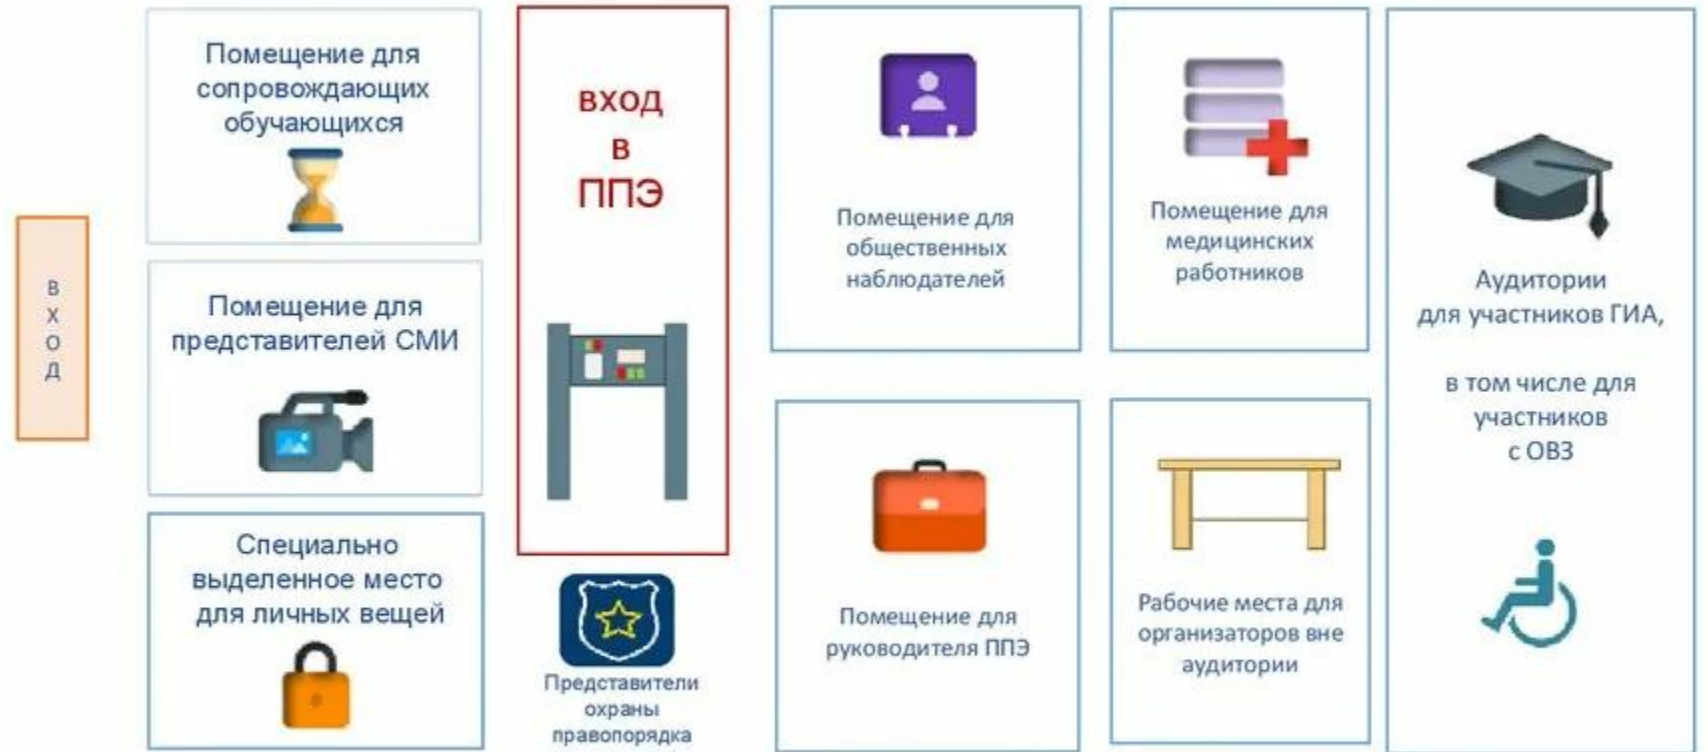 В
Х
О
Д
Помещение для
сопровождающих
обучающихся
Помещение для
представителей СМИ
Специально
выделенное место
для личных вещей
вход
в
ППЭ
Представители
охраны
правопорядка
Помещение для
общественных
наблюдателей
Помещение для
руководителя ППЭ
Помещение для
медицинских
работников
Рабочие места для
организаторов вне
аудитории
Аудитории
для участников ГИА,
в том числе для
участников
с ОВЗ